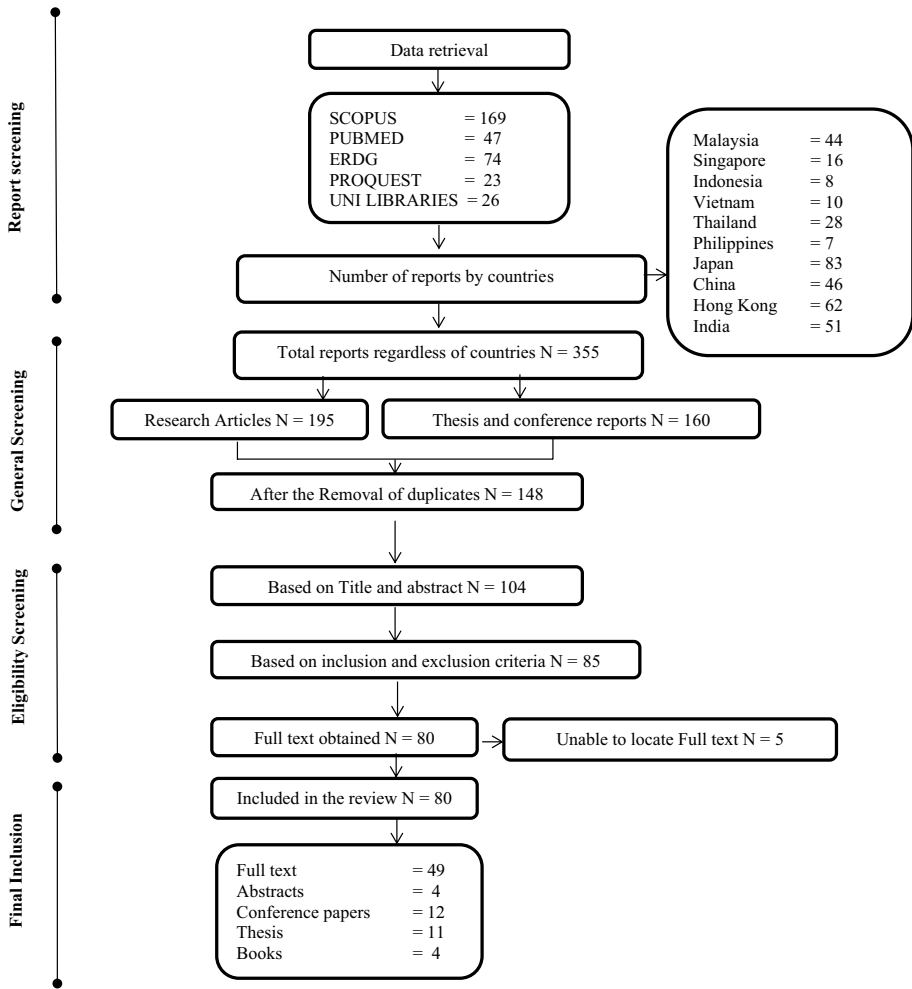 Report screening
Data retrieval
SCOPUS = 169
PUBMED = 47
ERDG = 74
PROQUEST = 23
UNI LIBRARIES = 26
Number of reports by countries
Malaysia = 44
Singapore = 16
Indonesia = 8
Vietnam = 10
Thailand = 28
Philippines = 7
Japan = 83
China = 46
Hong Kong = 62
India = 51
General Screening
Total reports regardless of countries N = 355
Research Articles N = 195
Thesis and conference reports N = 160
After the Removal of duplicates N = 148
Eligibility Screening
Based on Title and abstract N = 104
Based on inclusion and exclusion criteria N = 85
Full text obtained N = 80
Unable to locate Full text N = 5
Final Inclusion
Included in the review N = 80
Full text = 49
Abstracts = 4
Conference papers = 12
Thesis = 11
Books = 4